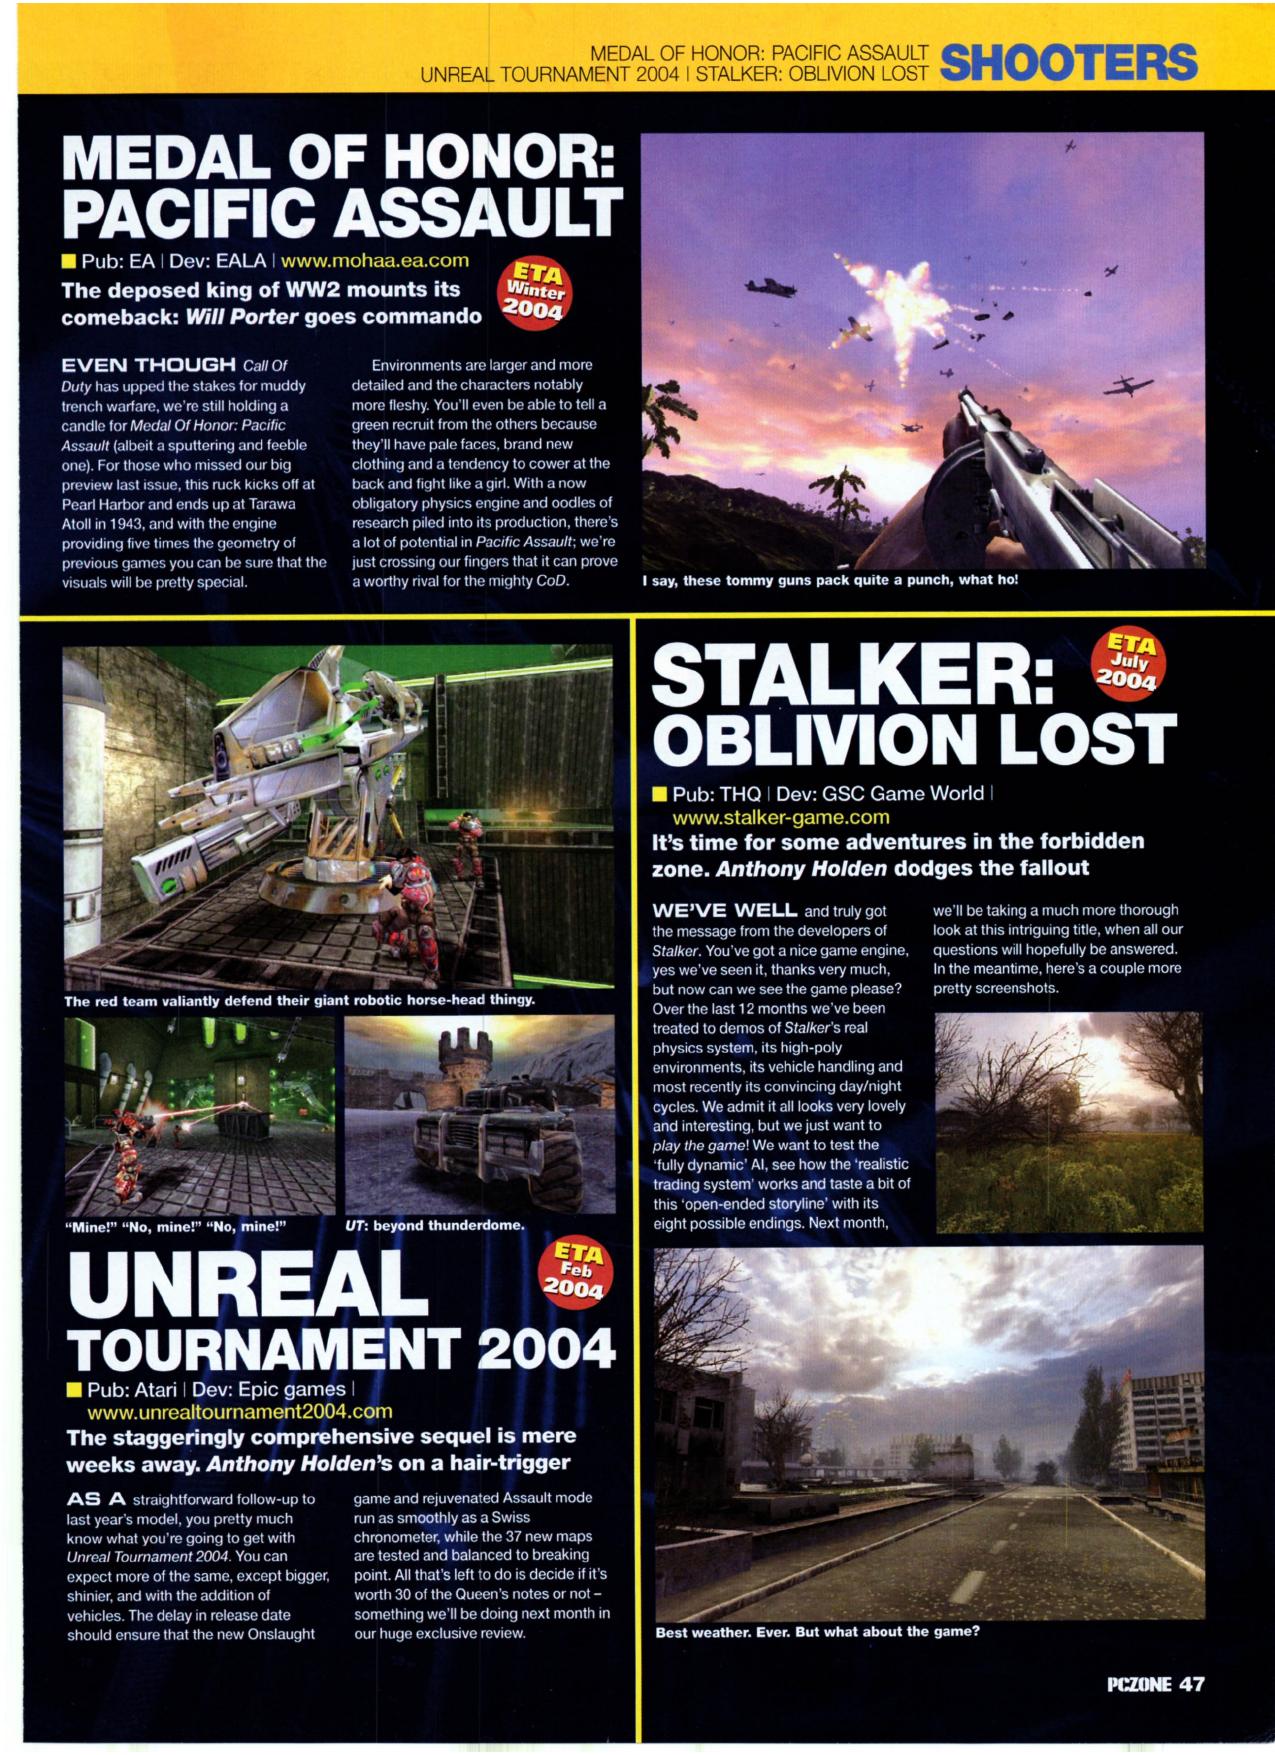 MEDAL OF HONOR: PACIFIC ASSAULT
UNREAL TOURNAMENT 2004 | STALKER: OBLIVION LOST
SHOOTERS
MEDAL OF HONOR:
PACIFIC ASSAULT
Pub: EA | Dev: EALA | www.mohaa.ea.com
ETA
Winter
2004
The deposed king of WW2 mounts its
comeback: Will Porter goes commando
EVEN THOUGH Call Of
Duty has upped the stakes for muddy
trench warfare, we're still holding a
candle for Medal Of Honor: Pacific
Assault (albeit a sputtering and feeble
one). For those who missed our big
preview last issue, this ruck kicks off at
Pearl Harbor and ends up at Tarawa
Atoll in 1943, and with the engine
providing five times the geometry of
previous games you can be sure that the
visuals will be pretty special.
Environments are larger and more
detailed and the characters notably
more fleshy. You'll even be able to tell a
green recruit from the others because
they'll have pale faces, brand new
clothing and a tendency to cower at the
back and fight like a girl. With a now
obligatory physics engine and oodles of
research piled into its production, there's
a lot of potential in Pacific Assault; we're
just crossing our fingers that it can prove
a worthy rival for the mighty CoD.
I say, these tommy guns pack quite a punch, what ho!
The red team valiantly defend their giant robotic horse-head thingy.
"Mine!" "No, mine!" "No, mine!"
UT: beyond thunderdome.
UNREAL
TOURNAMENT 2004
ETA
Feb
2004
Pub: Atari | Dev: Epic games |
www.unrealtournament2004.com
The staggeringly comprehensive sequel is mere
weeks away. Anthony Holden's on a hair-trigger
AS A straightforward follow-up to
last year's model, you pretty much
know what you're going to get with
Unreal Tournament 2004. You can
expect more of the same, except bigger,
shinier, and with the addition of
vehicles. The delay in release date
should ensure that the new Onslaught
game and rejuvenated Assault mode
run as smoothly as a Swiss
chronometer, while the 37 new maps
are tested and balanced to breaking
point. All that's left to do is decide if it's
worth 30 of the Queen's notes or not –
something we'll be doing next month in
our huge exclusive review.
STALKER:
OBLIVION LOST
ETA
July
2004
Pub: THQ | Dev: GSC Game World |
www.stalker-game.com
It's time for some adventures in the forbidden
zone. Anthony Holden dodges the fallout
WE'VE WELL and truly got
the message from the developers of
Stalker. You've got a nice game engine,
yes we've seen it, thanks very much,
but now can we see the game please?
Over the last 12 months we've been
treated to demos of Stalker's real
physics system, its high-poly
environments, its vehicle handling and
most recently its convincing day/night
cycles. We admit it all looks very lovely
and interesting, but we just want to
play the game! We want to test the
'fully dynamic' AI, see how the 'realistic
trading system' works and taste a bit of
this 'open-ended storyline' with its
eight possible endings. Next month,
we'll be taking a much more thorough
look at this intriguing title, when all our
questions will hopefully be answered.
In the meantime, here's a couple more
pretty screenshots.
Best weather. Ever. But what about the game?
PCZONE 47